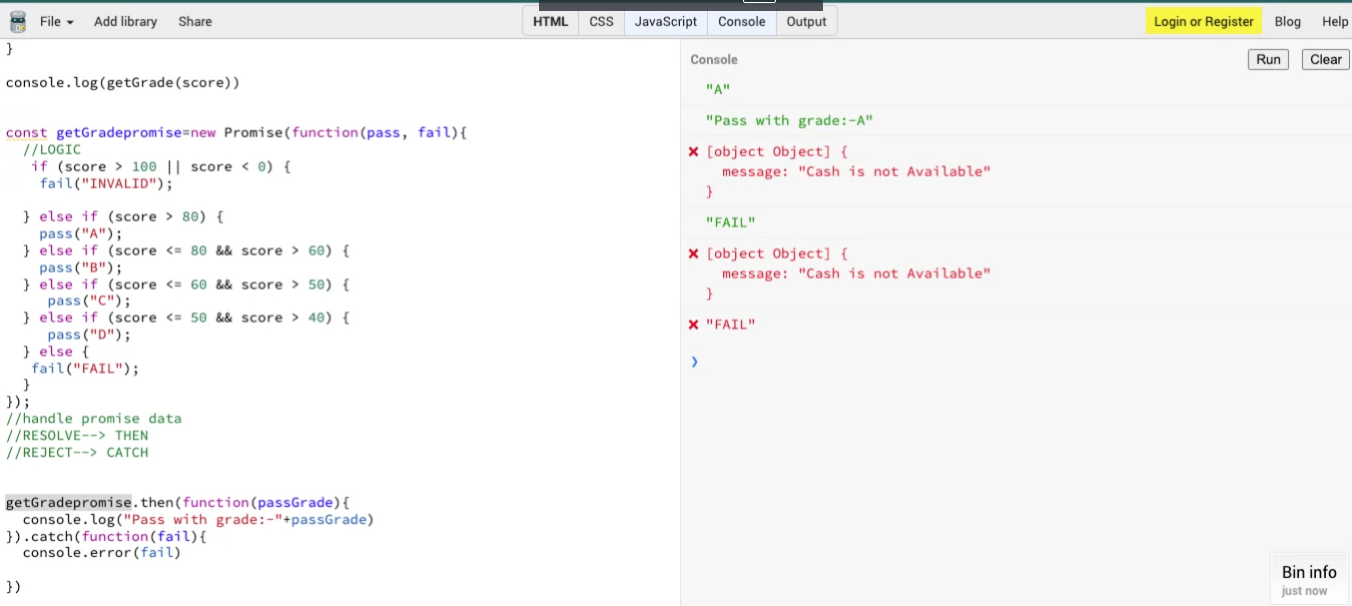 File Add library Share HTML CSS JavaScript Console Output Login or Register Blog Help
}
console.log(getGrade(score))
const getGradepromise=new Promise(function(pass, fail){
//LOGIC
if (score > 100 || score < 0) {
fail("INVALID");
} else if (score > 80) {
pass("A");
} else if (score <= 80 && score > 60) {
pass("B");
} else if (score <= 60 && score > 50) {
pass("C");
} else if (score <= 50 && score > 40) {
pass("D");
} else {
fail("FAIL");
}
});
//handle promise data
//RESOLVE--> THEN
//REJECT--> CATCH
getGradepromise.then(function(passGrade){
console.log("Pass with grade:-"+passGrade)
}).catch(function(fail){
console.error(fail)
})
Console Run Clear
"A"
"Pass with grade:-A"
[object Object] {
message: "Cash is not Available"
}
"FAIL"
[object Object] {
message: "Cash is not Available"
}
"FAIL"
Bin info
just now